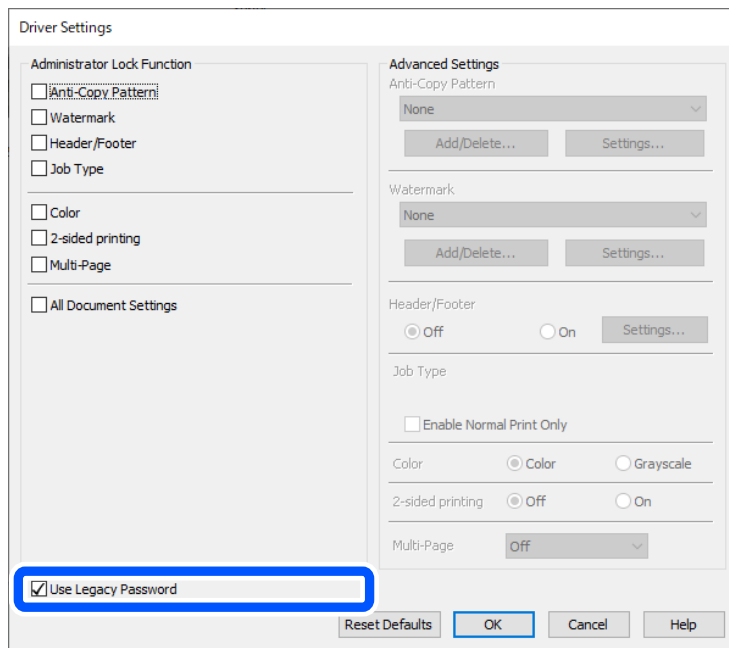 Driver Settings
Administrator Lock Function
Anti-Copy Pattern
Watermark
Header/Footer
Job Type
Color
2-sided printing
Multi-Page
All Document Settings
Use Legacy Password
Advanced Settings
Anti-Copy Pattern
None
Add/Delete... Settings...
Watermark
None
Add/Delete... Settings...
Header/Footer
Off On Settings...
Job Type
Enable Normal Print Only
Color Color Grayscale
2-sided printing Off On
Multi-Page Off
Reset Defaults OK Cancel Help